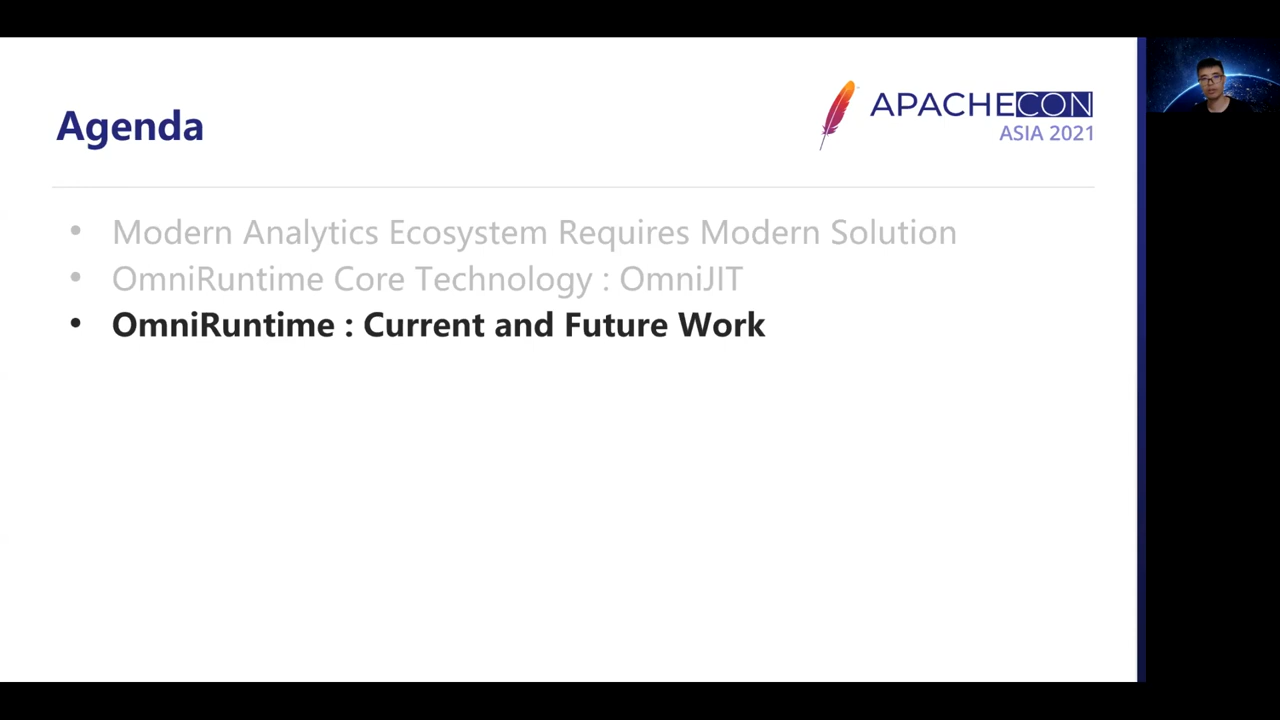 Agenda
APACHECON
ASIA 2021
• Modern Analytics Ecosystem Requires Modern Solution
• OmniRuntime Core Technology : OmniJIT
• OmniRuntime : Current and Future Work